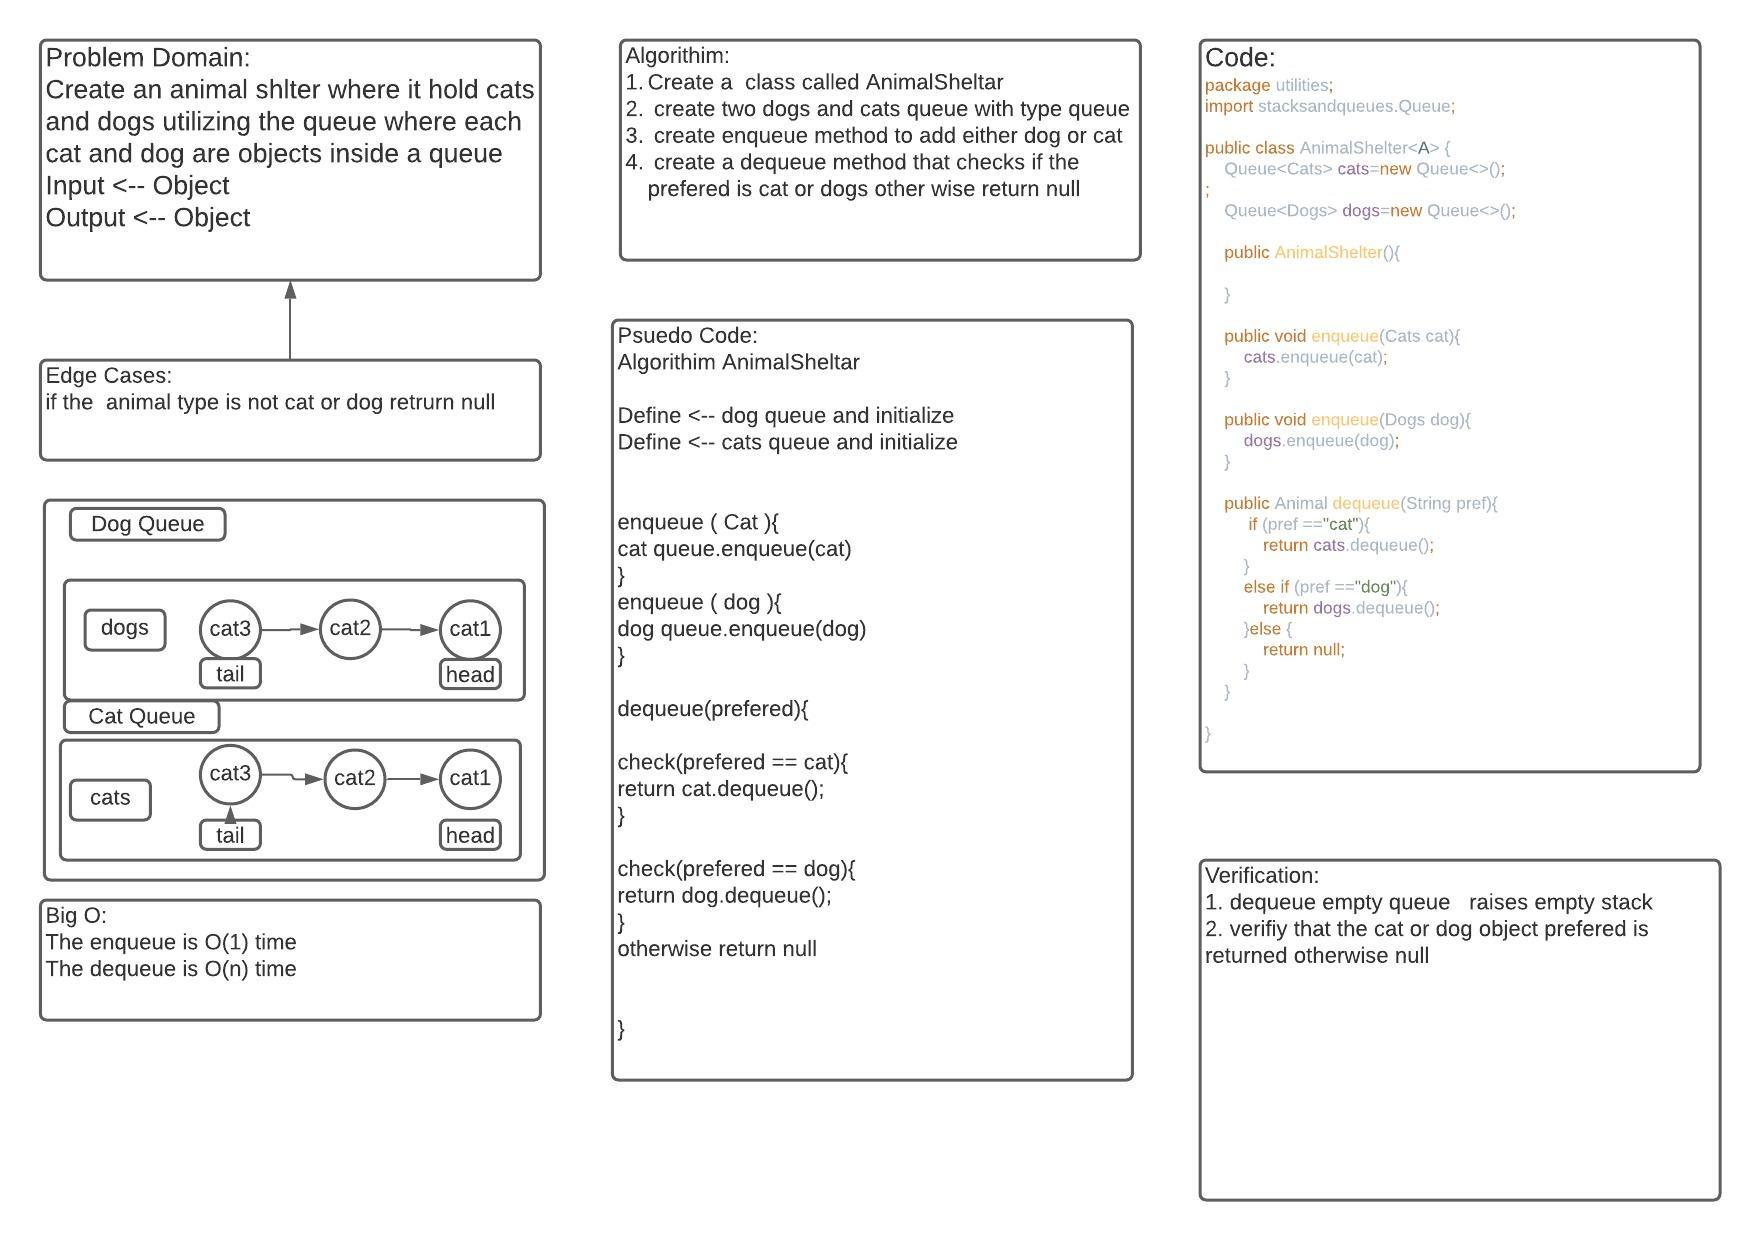 Problem Domain:
Create an animal shlter where it hold cats
and dogs utilizing the queue where each
cat and dog are objects inside a queue
Input <-- Object
Output <-- Object
Edge Cases:
if the  animal type is not cat or dog retrurn null
Dog Queue
dogs
cat3
cat2
cat1
tail
head
Cat Queue
cats
cat3
cat2
cat1
tail
head
Big O:
The enqueue is O(1) time
The dequeue is O(n) time
Algorithim:
1. Create a  class called AnimalSheltar
2.  create two dogs and cats queue with type queue
3.  create enqueue method to add either dog or cat
4.  create a dequeue method that checks if the
prefered is cat or dogs other wise return null
Psuedo Code:
Algorithim AnimalSheltar
Define <-- dog queue and initialize
Define <-- cats queue and initialize
enqueue ( Cat ){
cat queue.enqueue(cat)
}
enqueue ( dog ){
dog queue.enqueue(dog)
}
dequeue(prefered){
check(prefered == cat){
return cat.dequeue();
}
check(prefered == dog){
return dog.dequeue();
}
otherwise return null
}
Code:
package utilities;
import stacksandqueues.Queue;
public class AnimalShelter<A> {
Queue<Cats> cats=new Queue<>();
;
Queue<Dogs> dogs=new Queue<>();
public AnimalShelter(){
}
public void enqueue(Cats cat){
cats.enqueue(cat);
}
public void enqueue(Dogs dog){
dogs.enqueue(dog);
}
public Animal dequeue(String pref){
if (pref =="cat"){
return cats.dequeue();
}
else if (pref =="dog"){
return dogs.dequeue();
}else {
return null;
}
}
}
Verification:
1. dequeue empty queue   raises empty stack
2. verifiy that the cat or dog object prefered is
returned otherwise null